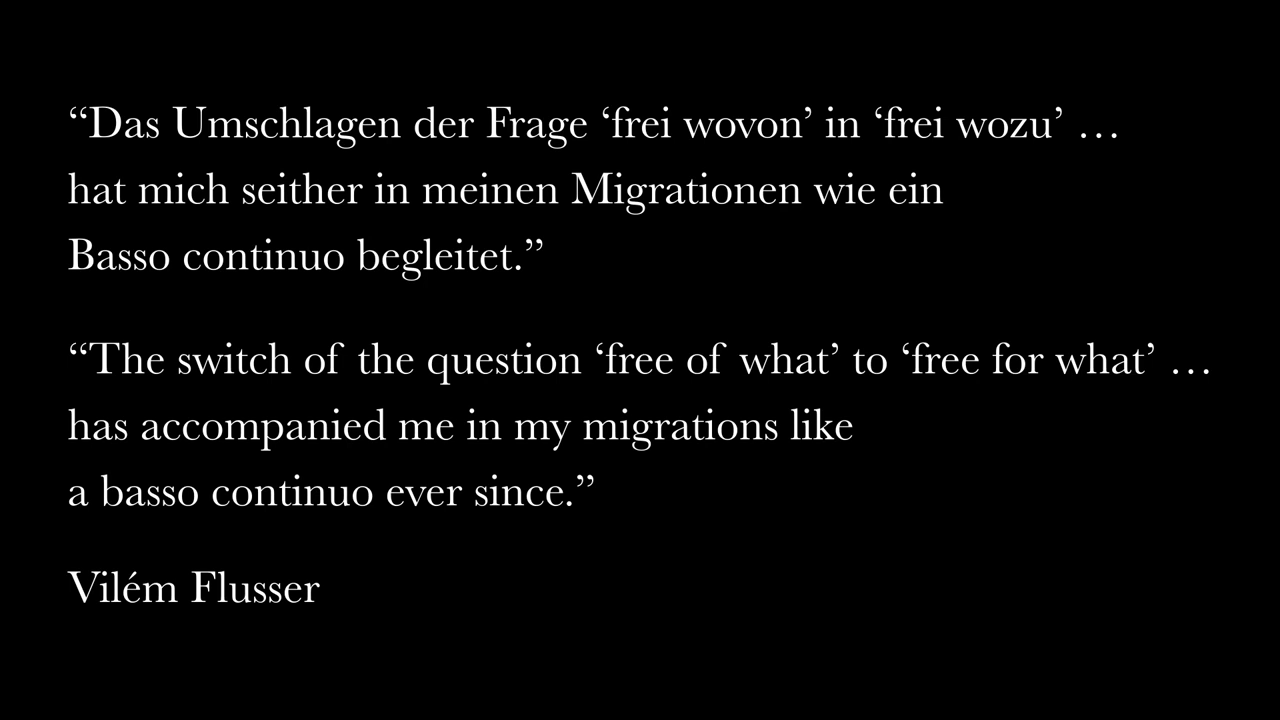 “Das Umschlagen der Frage ‘frei wovon’ in ‘frei wozu’ …
hat mich seither in meinen Migrationen wie ein
Basso continuo begleitet.”
“The switch of the question ‘free of what’ to ‘free for what’ …
has accompanied me in my migrations like
a basso continuo ever since.”
Vilém Flusser